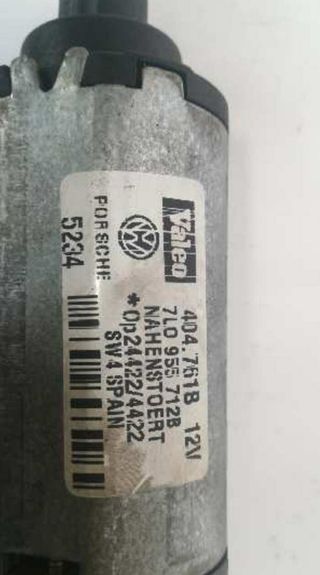 Valeo
404.761B 12V
7L0 955 712B
NAHENSTOERT
*0p24422/4422
SW4 SPAIN
PORSCHE
5234